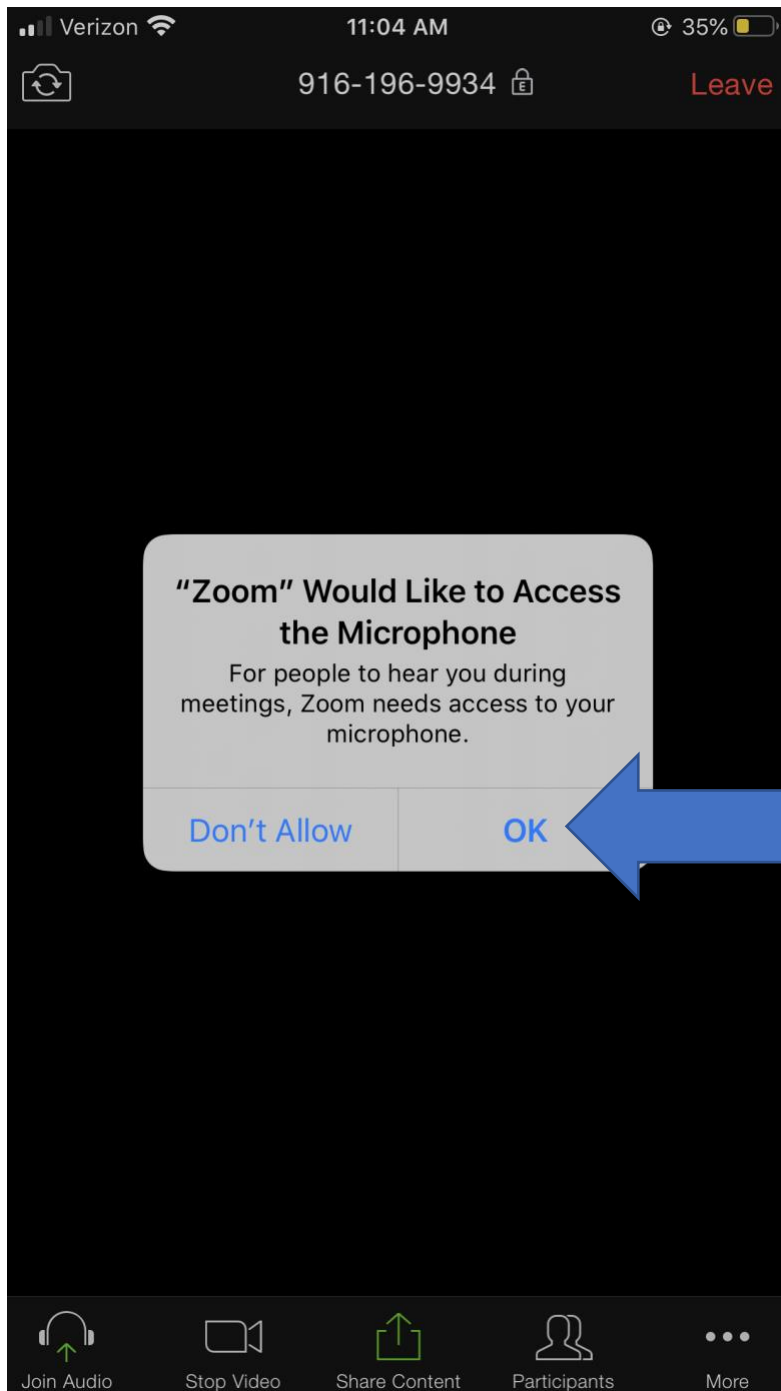 Verizon 11:04 AM 35%
916-196-9934 E Leave
“Zoom” Would Like to Access
the Microphone
For people to hear you during
meetings, Zoom needs access to your
microphone.
Don’t Allow OK
Join Audio Stop Video Share Content Participants More